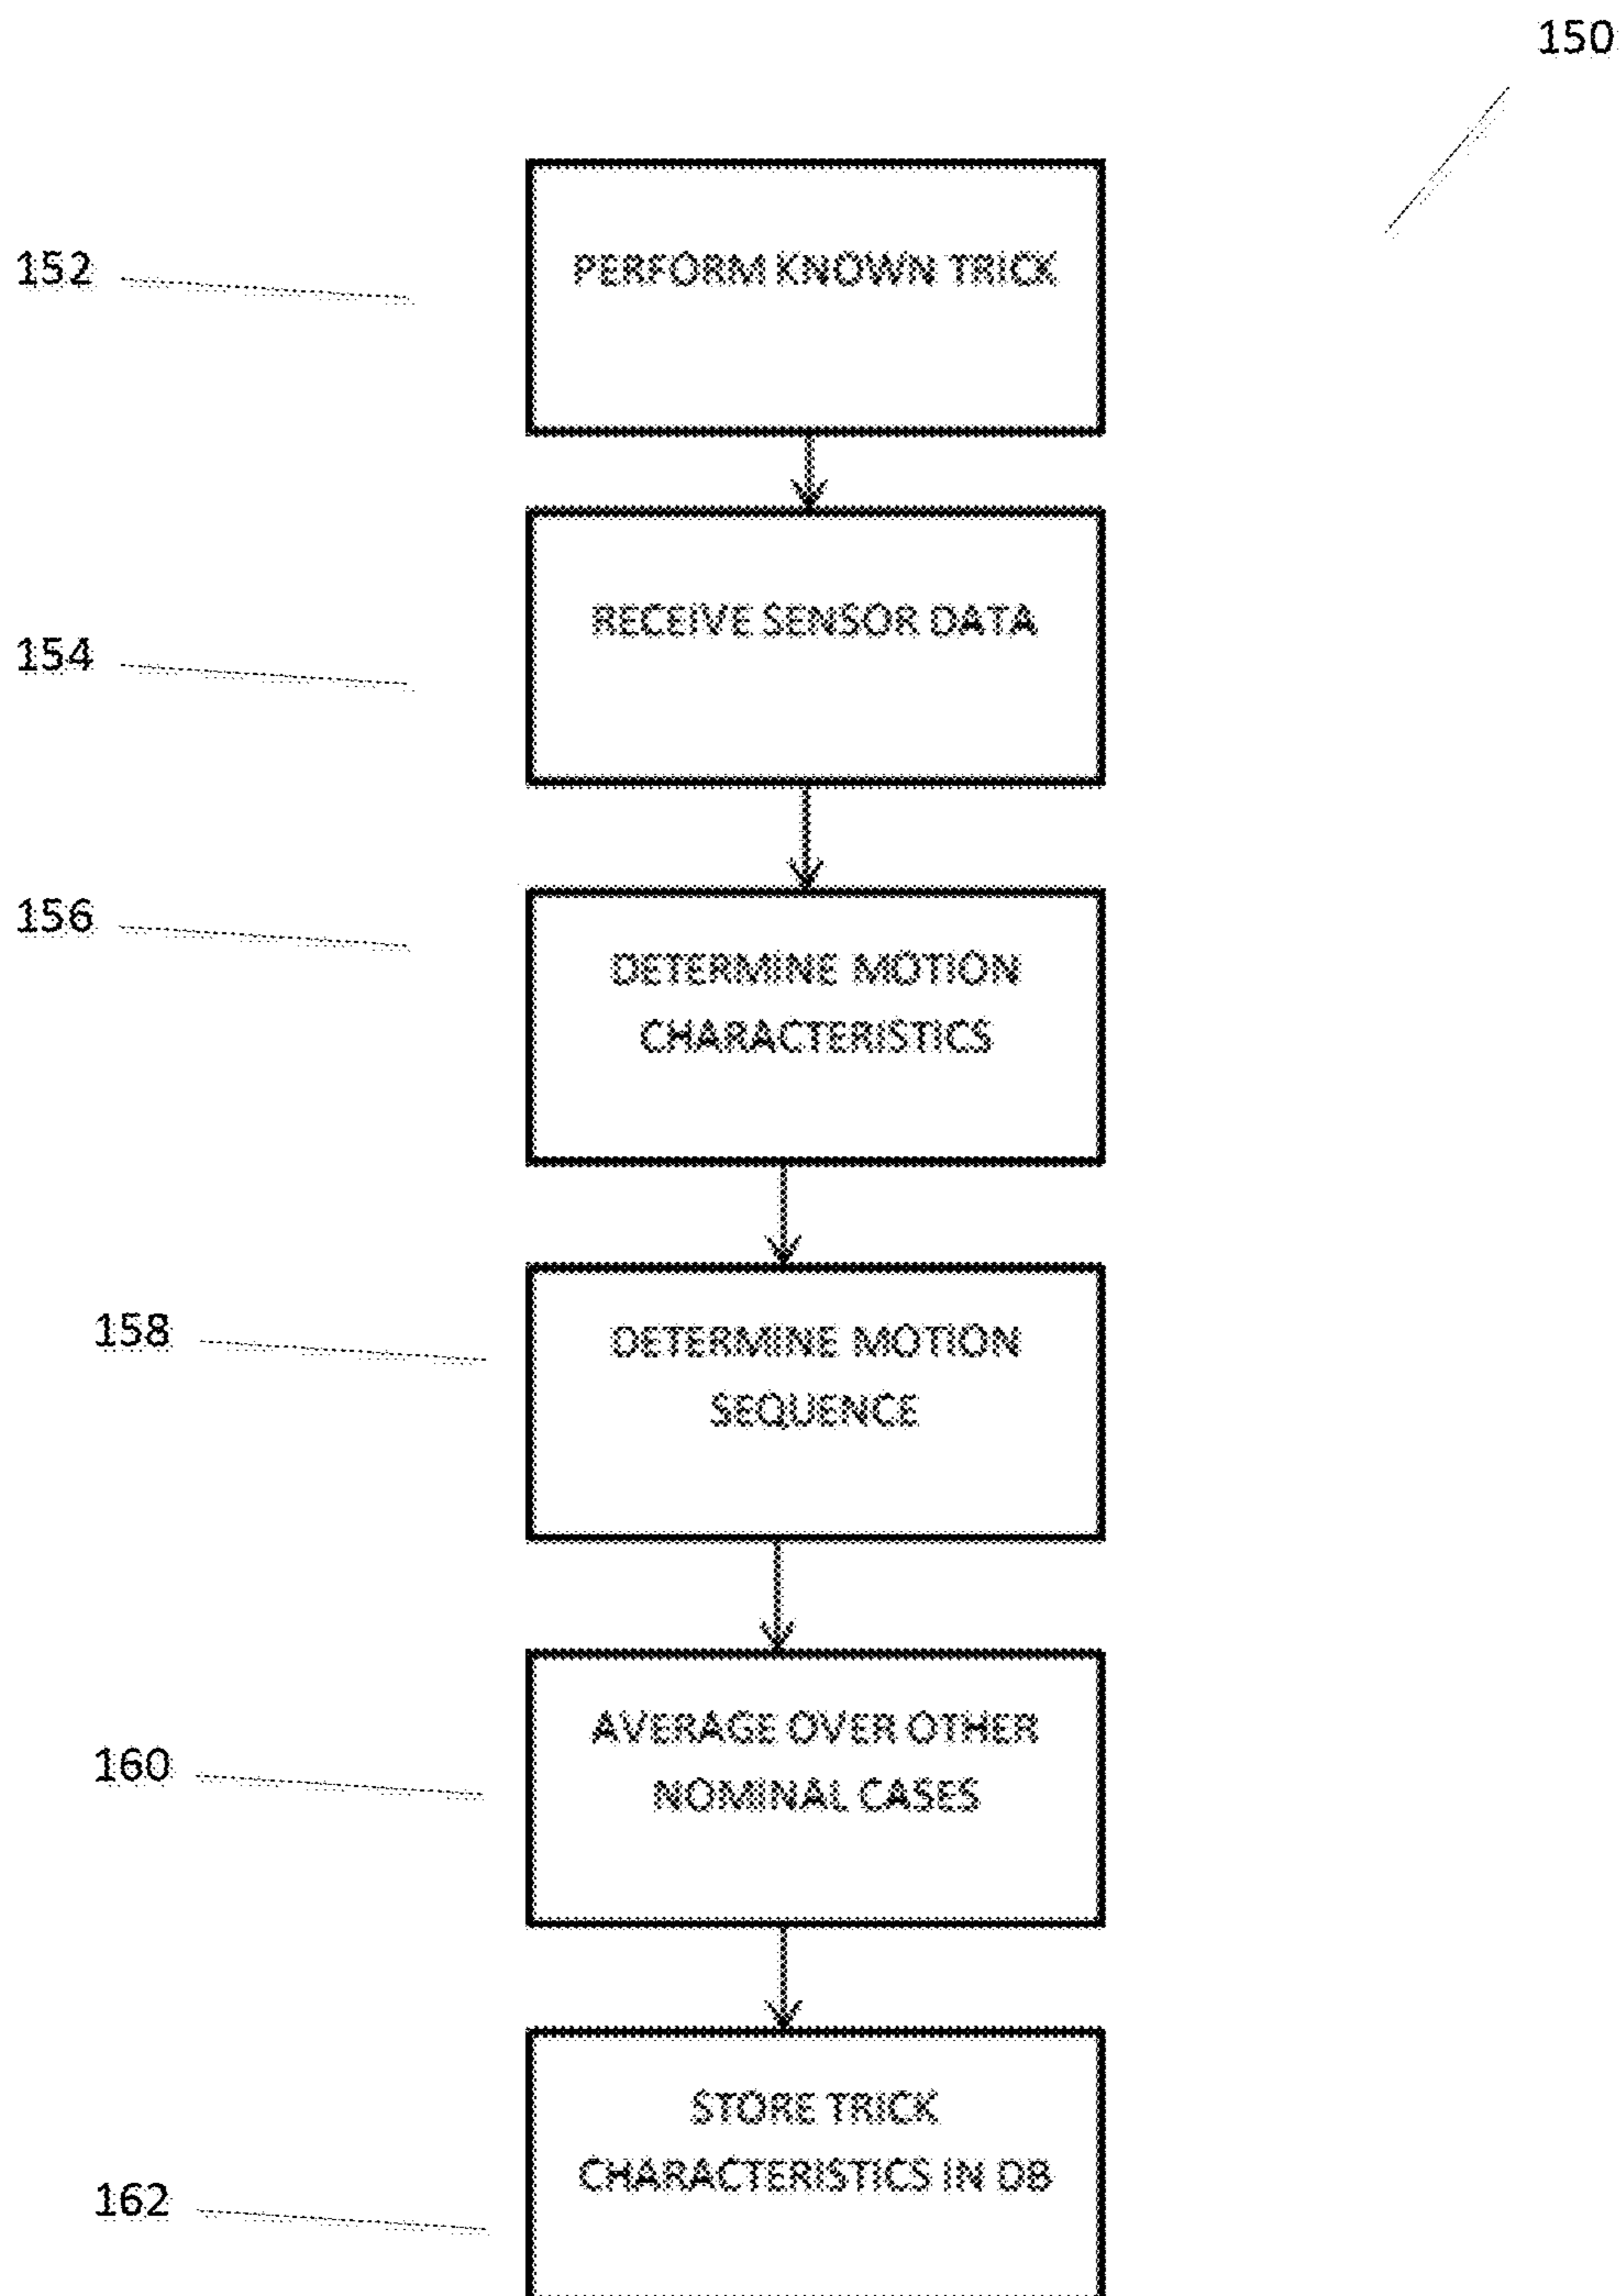 150
152
PERFORM KNOWN TRICK
154
RECEIVE SENSOR DATA
156
DETERMINE MOTION
CHARACTERISTICS
158
DETERMINE MOTION
SEQUENCE
160
AVERAGE OVER OTHER
NOMINAL CASES
162
STORE TRICK
CHARACTERISTICS IN DB